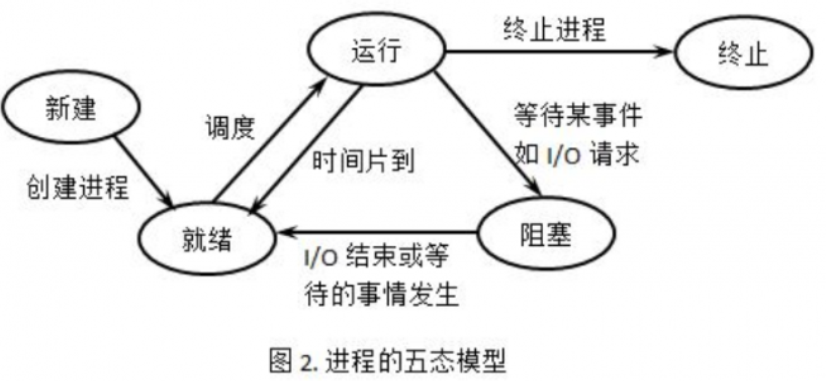 运行
终止进程
终止
新建
调度
等待某事件
如 I/O 请求
时间片到
创建进程
就绪
阻塞
I/O 结束或等
待的事情发生
图 2. 进程的五态模型